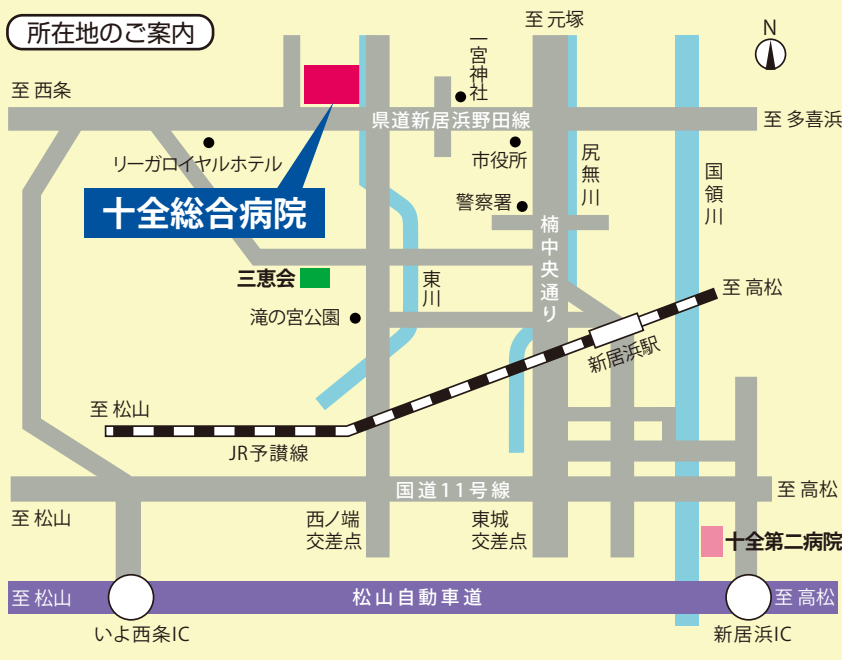 所在地のご案内
至 元塚
N
至 西条
一宮神社
県道新居浜野田線
至 多喜浜
リーガロイヤルホテル
市役所
尻無川
国領川
十全総合病院
警察署
楠中央通り
三恵会
東川
至 高松
滝の宮公園
新居浜駅
至 松山
JR予讃線
国道11号線
至 高松
至 松山
西ノ端
交差点
東城
交差点
十全第二病院
至 松山
松山自動車道
至 高松
いよ西条IC
新居浜IC